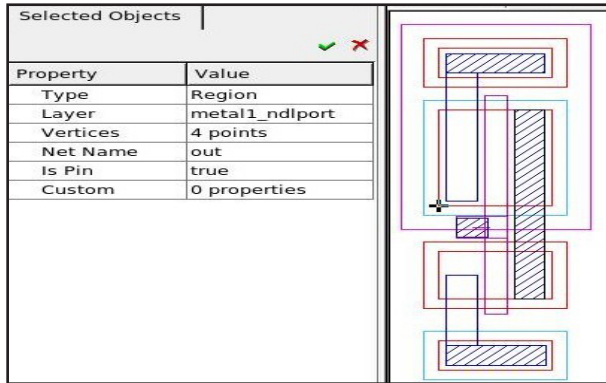 Selected Objects
Property Value
Type Region
Layer metal1_ndlport
Vertices 4 points
Net Name out
Is Pin true
Custom 0 properties